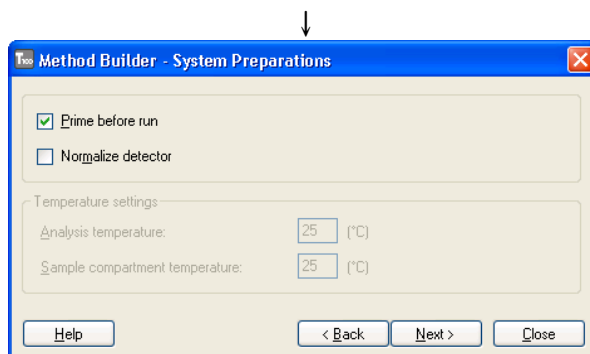 ↓
T100 Method Builder - System Preparations
Prime before run
Normalize detector
Temperature settings
Analysis temperature: 25 (°C)
Sample compartment temperature: 25 (°C)
Help < Back Next > Close